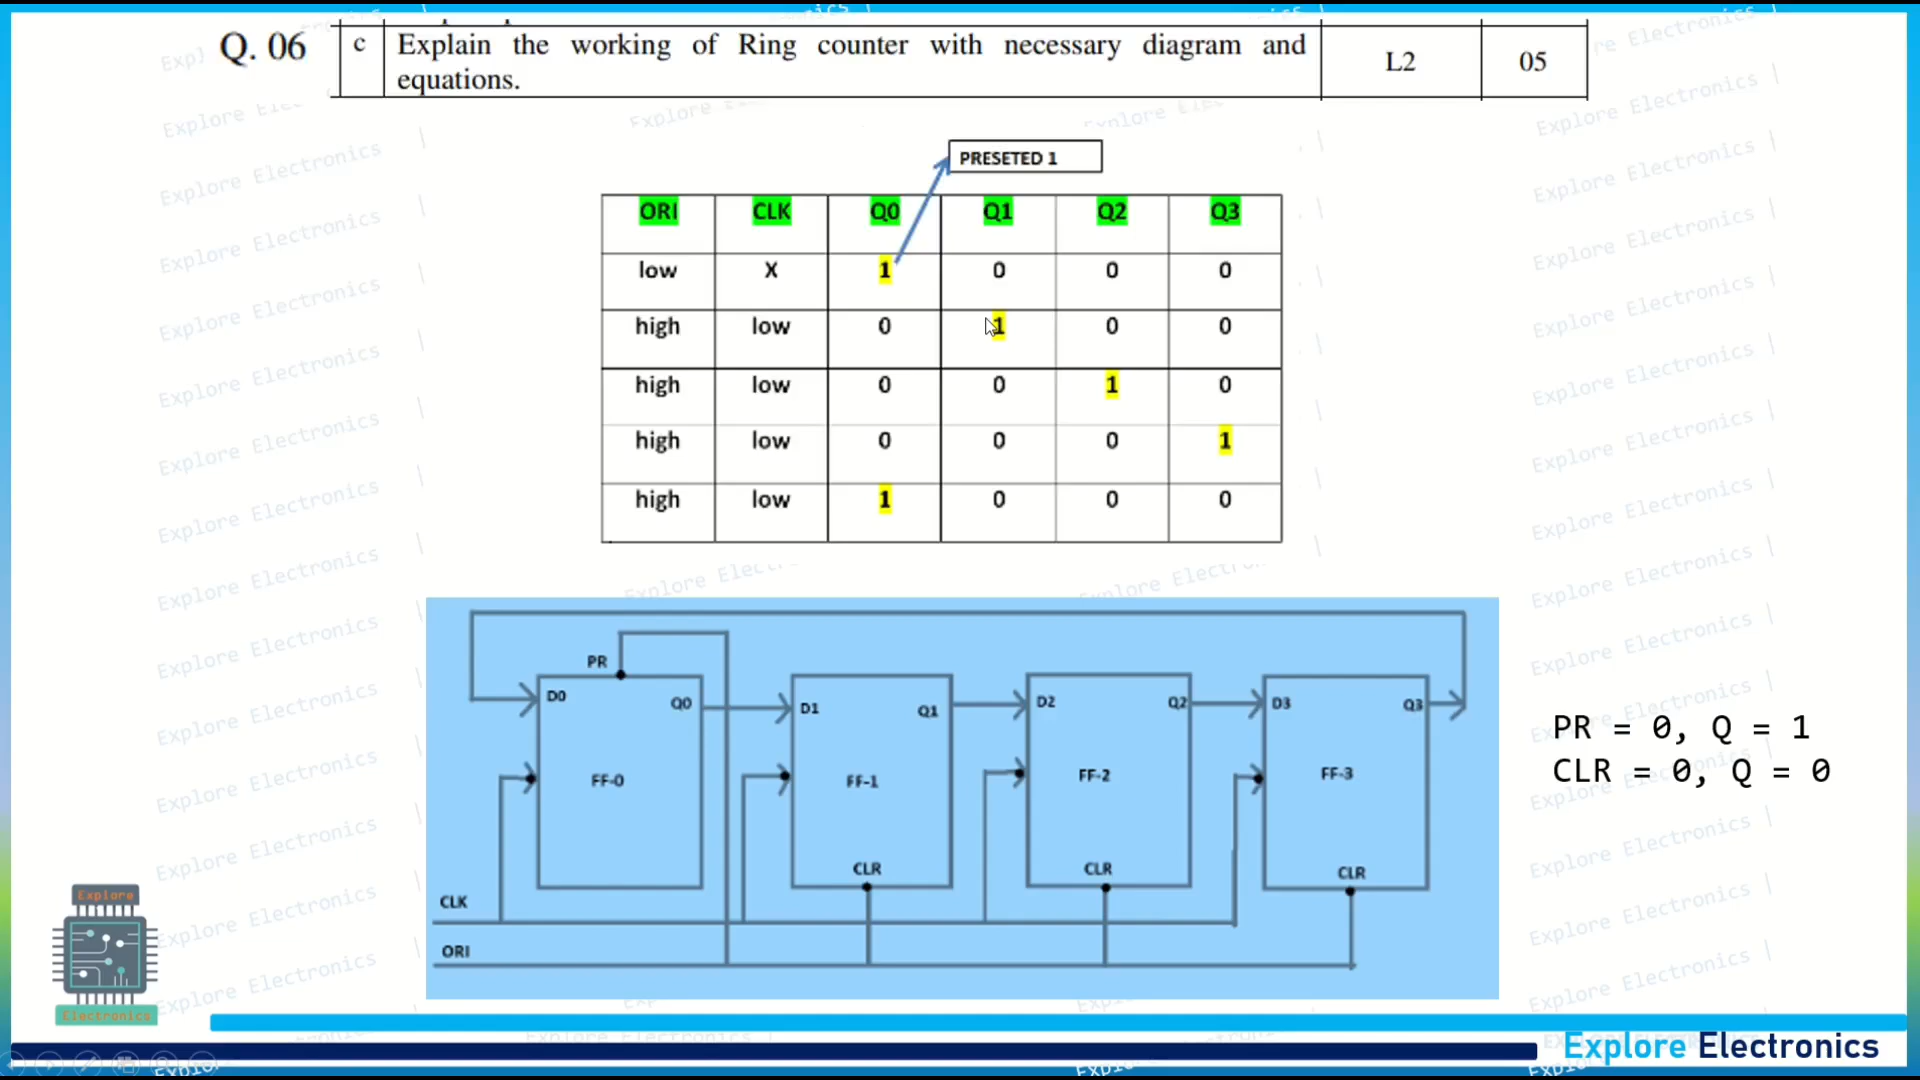 Q. 06
c
Explain the working of Ring counter with necessary diagram and
equations.
L2
05
PRESETED 1
ORI CLK Q0 Q1 Q2 Q3
low X 1 0 0 0
high low 0 1 0 0
high low 0 0 1 0
high low 0 0 0 1
high low 1 0 0 0
PR
D0 Q0 D1 Q1 D2 Q2 D3 Q3
FF-0 FF-1 FF-2 FF-3
CLR CLR CLR
CLK
ORI
PR = 0, Q = 1
CLR = 0, Q = 0
Explore
Electronics
Explore Electronics